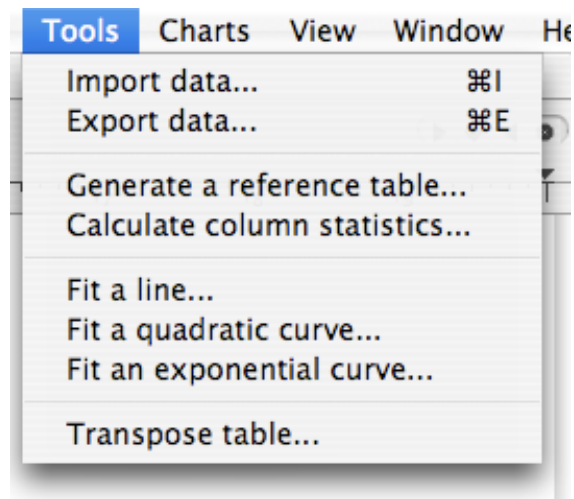 Tools Charts View Window He
Import data... ⌘I
Export data... ⌘E
Generate a reference table...
Calculate column statistics...
Fit a line...
Fit a quadratic curve...
Fit an exponential curve...
Transpose table...